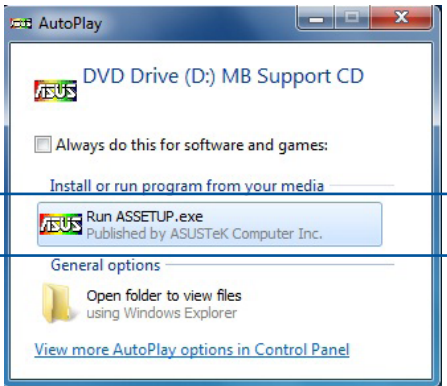 AutoPlay
DVD Drive (D:) MB Support CD
ASUS
Always do this for software and games:
Install or run program from your media
ASUS
Run ASSETUP.exe
Published by ASUSTeK Computer Inc.
General options
Open folder to view files
using Windows Explorer
View more AutoPlay options in Control Panel